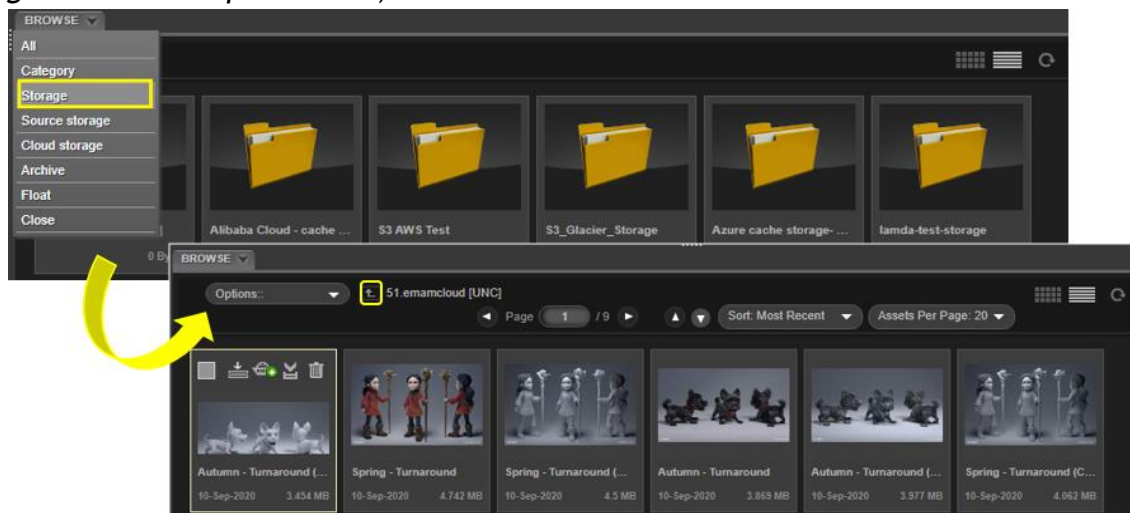 BROWSE
All
Category
Storage
Source storage
Cloud storage
Archive
Float
Close
Alibaba Cloud - cache ...
S3 AWS Test
S3_Glacier_Storage
Azure cache storage- ...
lamda-test-storage
0 By
BROWSE
Options::
51.emamcloud [UNC]
Page 1 / 9
Sort: Most Recent
Assets Per Page: 20
Autumn - Turnaround (...
Spring - Turnaround
Spring - Turnaround (...
Autumn - Turnaround
Autumn - Turnaround (...
Spring - Turnaround (C...
10-Sep-2020 3.454 MB
10-Sep-2020 4.742 MB
10-Sep-2020 4.5 MB
10-Sep-2020 3.869 MB
10-Sep-2020 3.977 MB
10-Sep-2020 4.062 MB